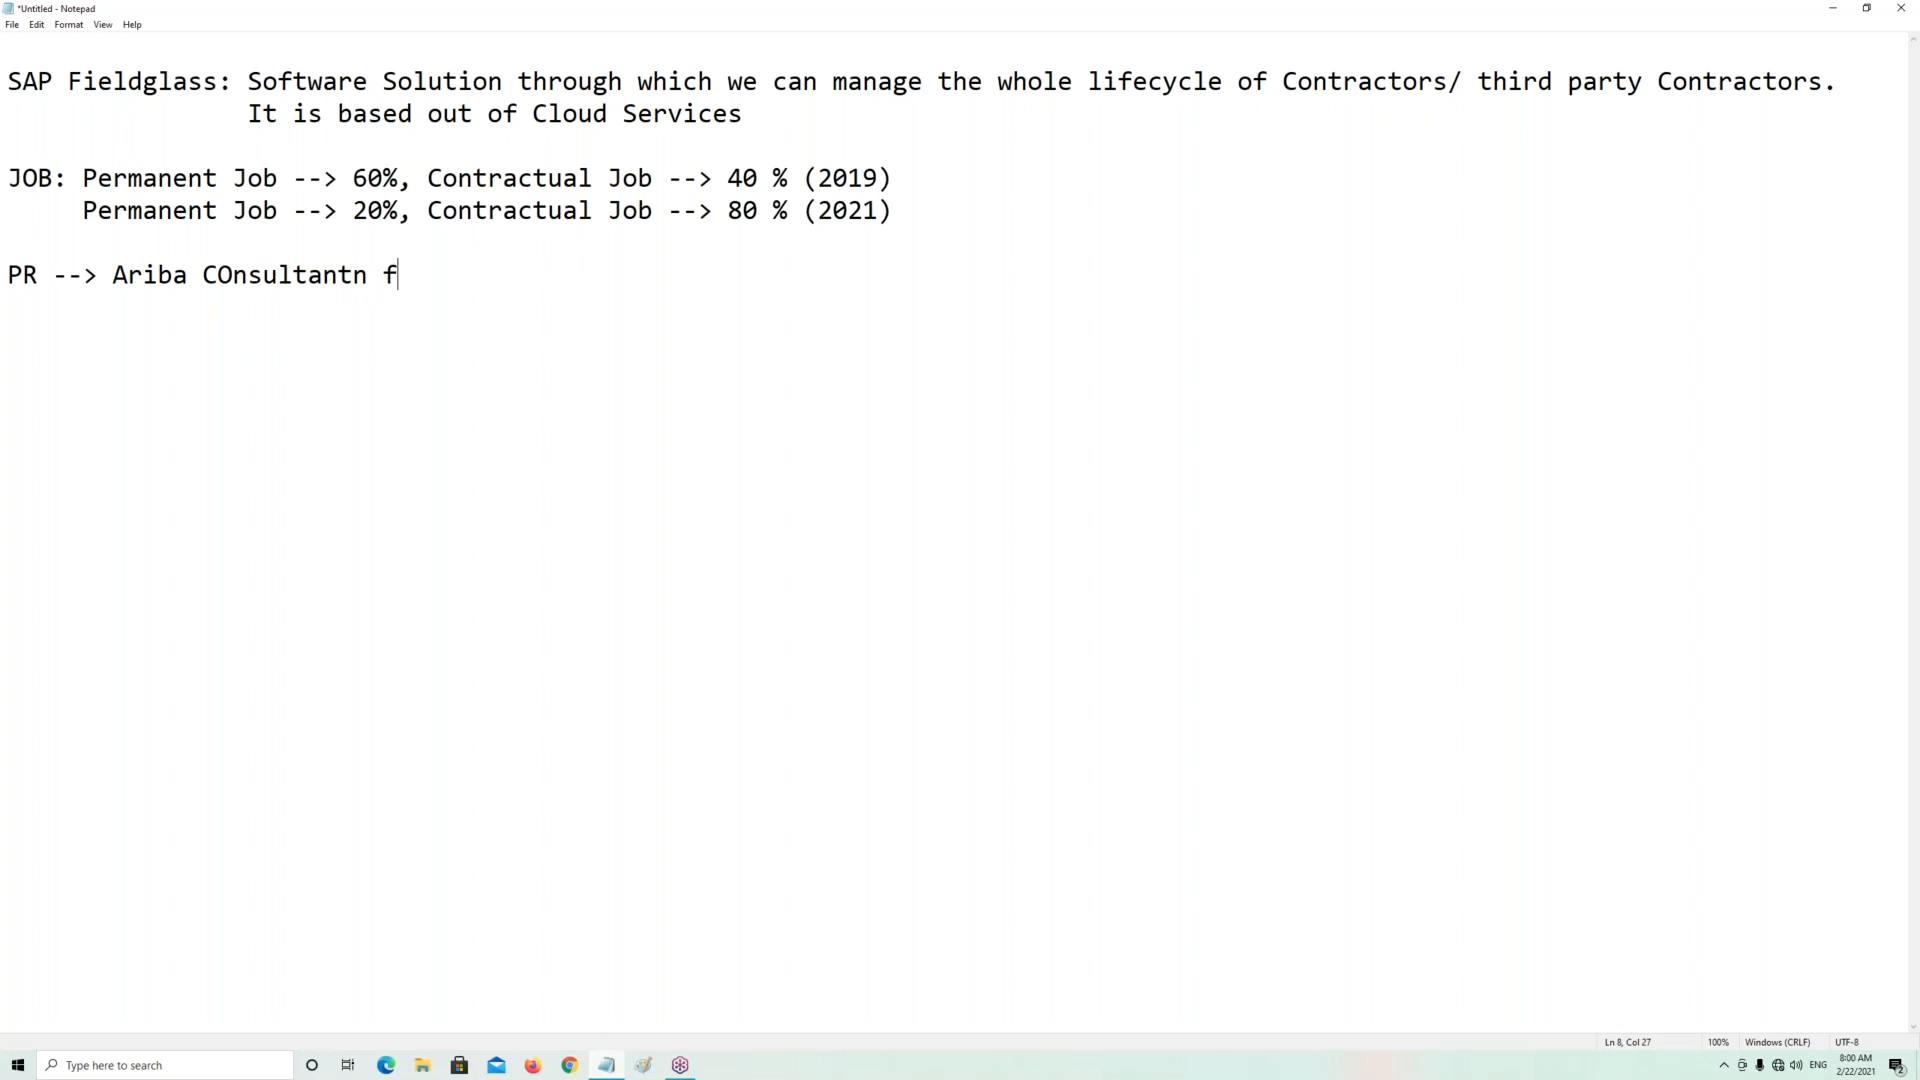 *Untitled - Notepad
File Edit Format View Help
SAP Fieldglass: Software Solution through which we can manage the whole lifecycle of Contractors/ third party Contractors.
It is based out of Cloud Services
JOB: Permanent Job --> 60%, Contractual Job --> 40 % (2019)
Permanent Job --> 20%, Contractual Job --> 80 % (2021)
PR --> Ariba COnsultantn f
Ln 8, Col 27 100% Windows (CRLF) UTF-8
Type here to search
ENG
8:00 AM
2/22/2021
2